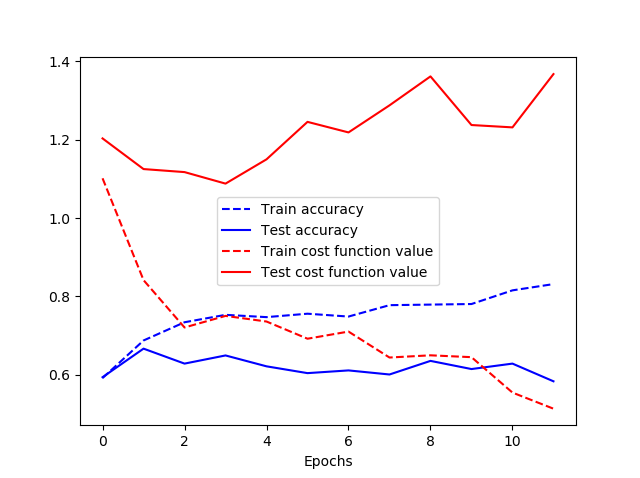 1.4
1.2
1.0
0.8
0.6
Train accuracy
Test accuracy
Train cost function value
Test cost function value
0 2 4 6 8 10
Epochs